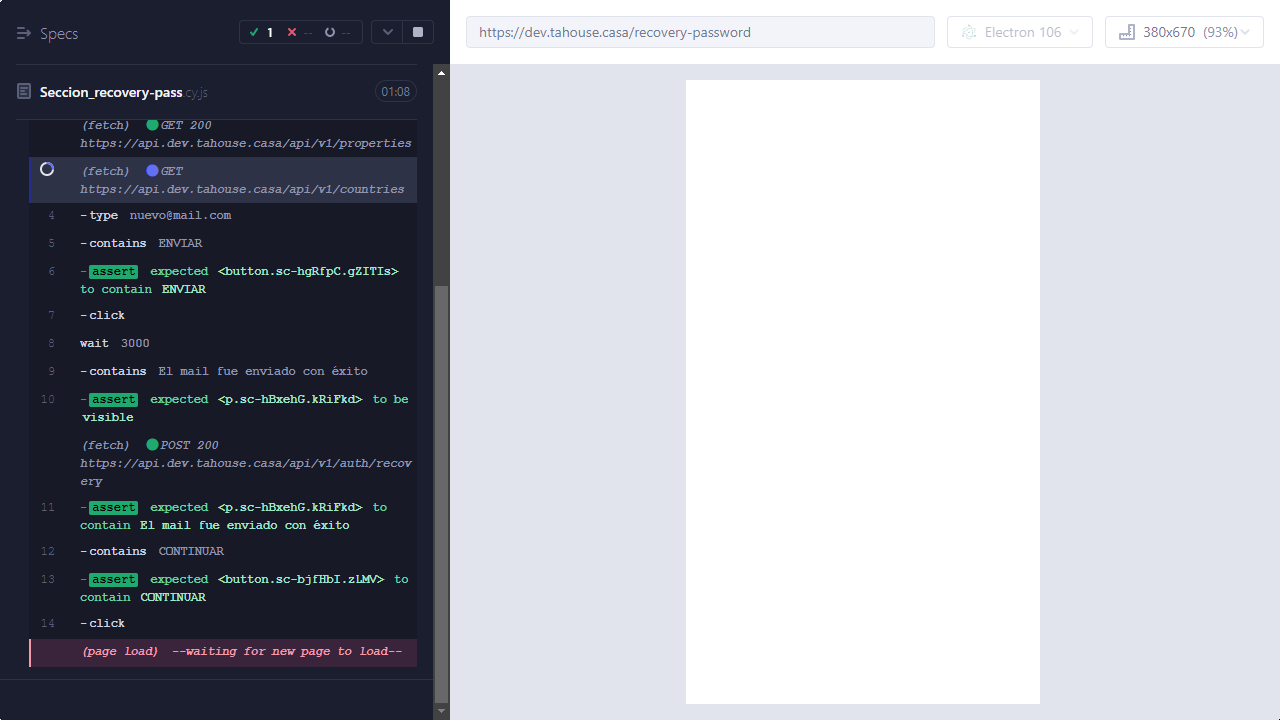 Specs
1 -- --
https://dev.tahouse.casa/recovery-password
Electron 106
380x670 (93%)
Seccion_recovery-pass.cy.js
01:08
(fetch) GET 200
https://api.dev.tahouse.casa/api/v1/properties
(fetch) GET
https://api.dev.tahouse.casa/api/v1/countries
4 -type nuevo@mail.com
5 -contains ENVIAR
6 -assert expected <button.sc-hgRfpC.gZITIs>
to contain ENVIAR
7 -click
8 wait 3000
9 -contains El mail fue enviado con éxito
10 -assert expected <p.sc-hBxehG.kRiFkd> to be
visible
(fetch) POST 200
https://api.dev.tahouse.casa/api/v1/auth/recov
ery
11 -assert expected <p.sc-hBxehG.kRiFkd> to
contain El mail fue enviado con éxito
12 -contains CONTINUAR
13 -assert expected <button.sc-bjfHbI.zLMV> to
contain CONTINUAR
14 -click
(page load) --waiting for new page to load--